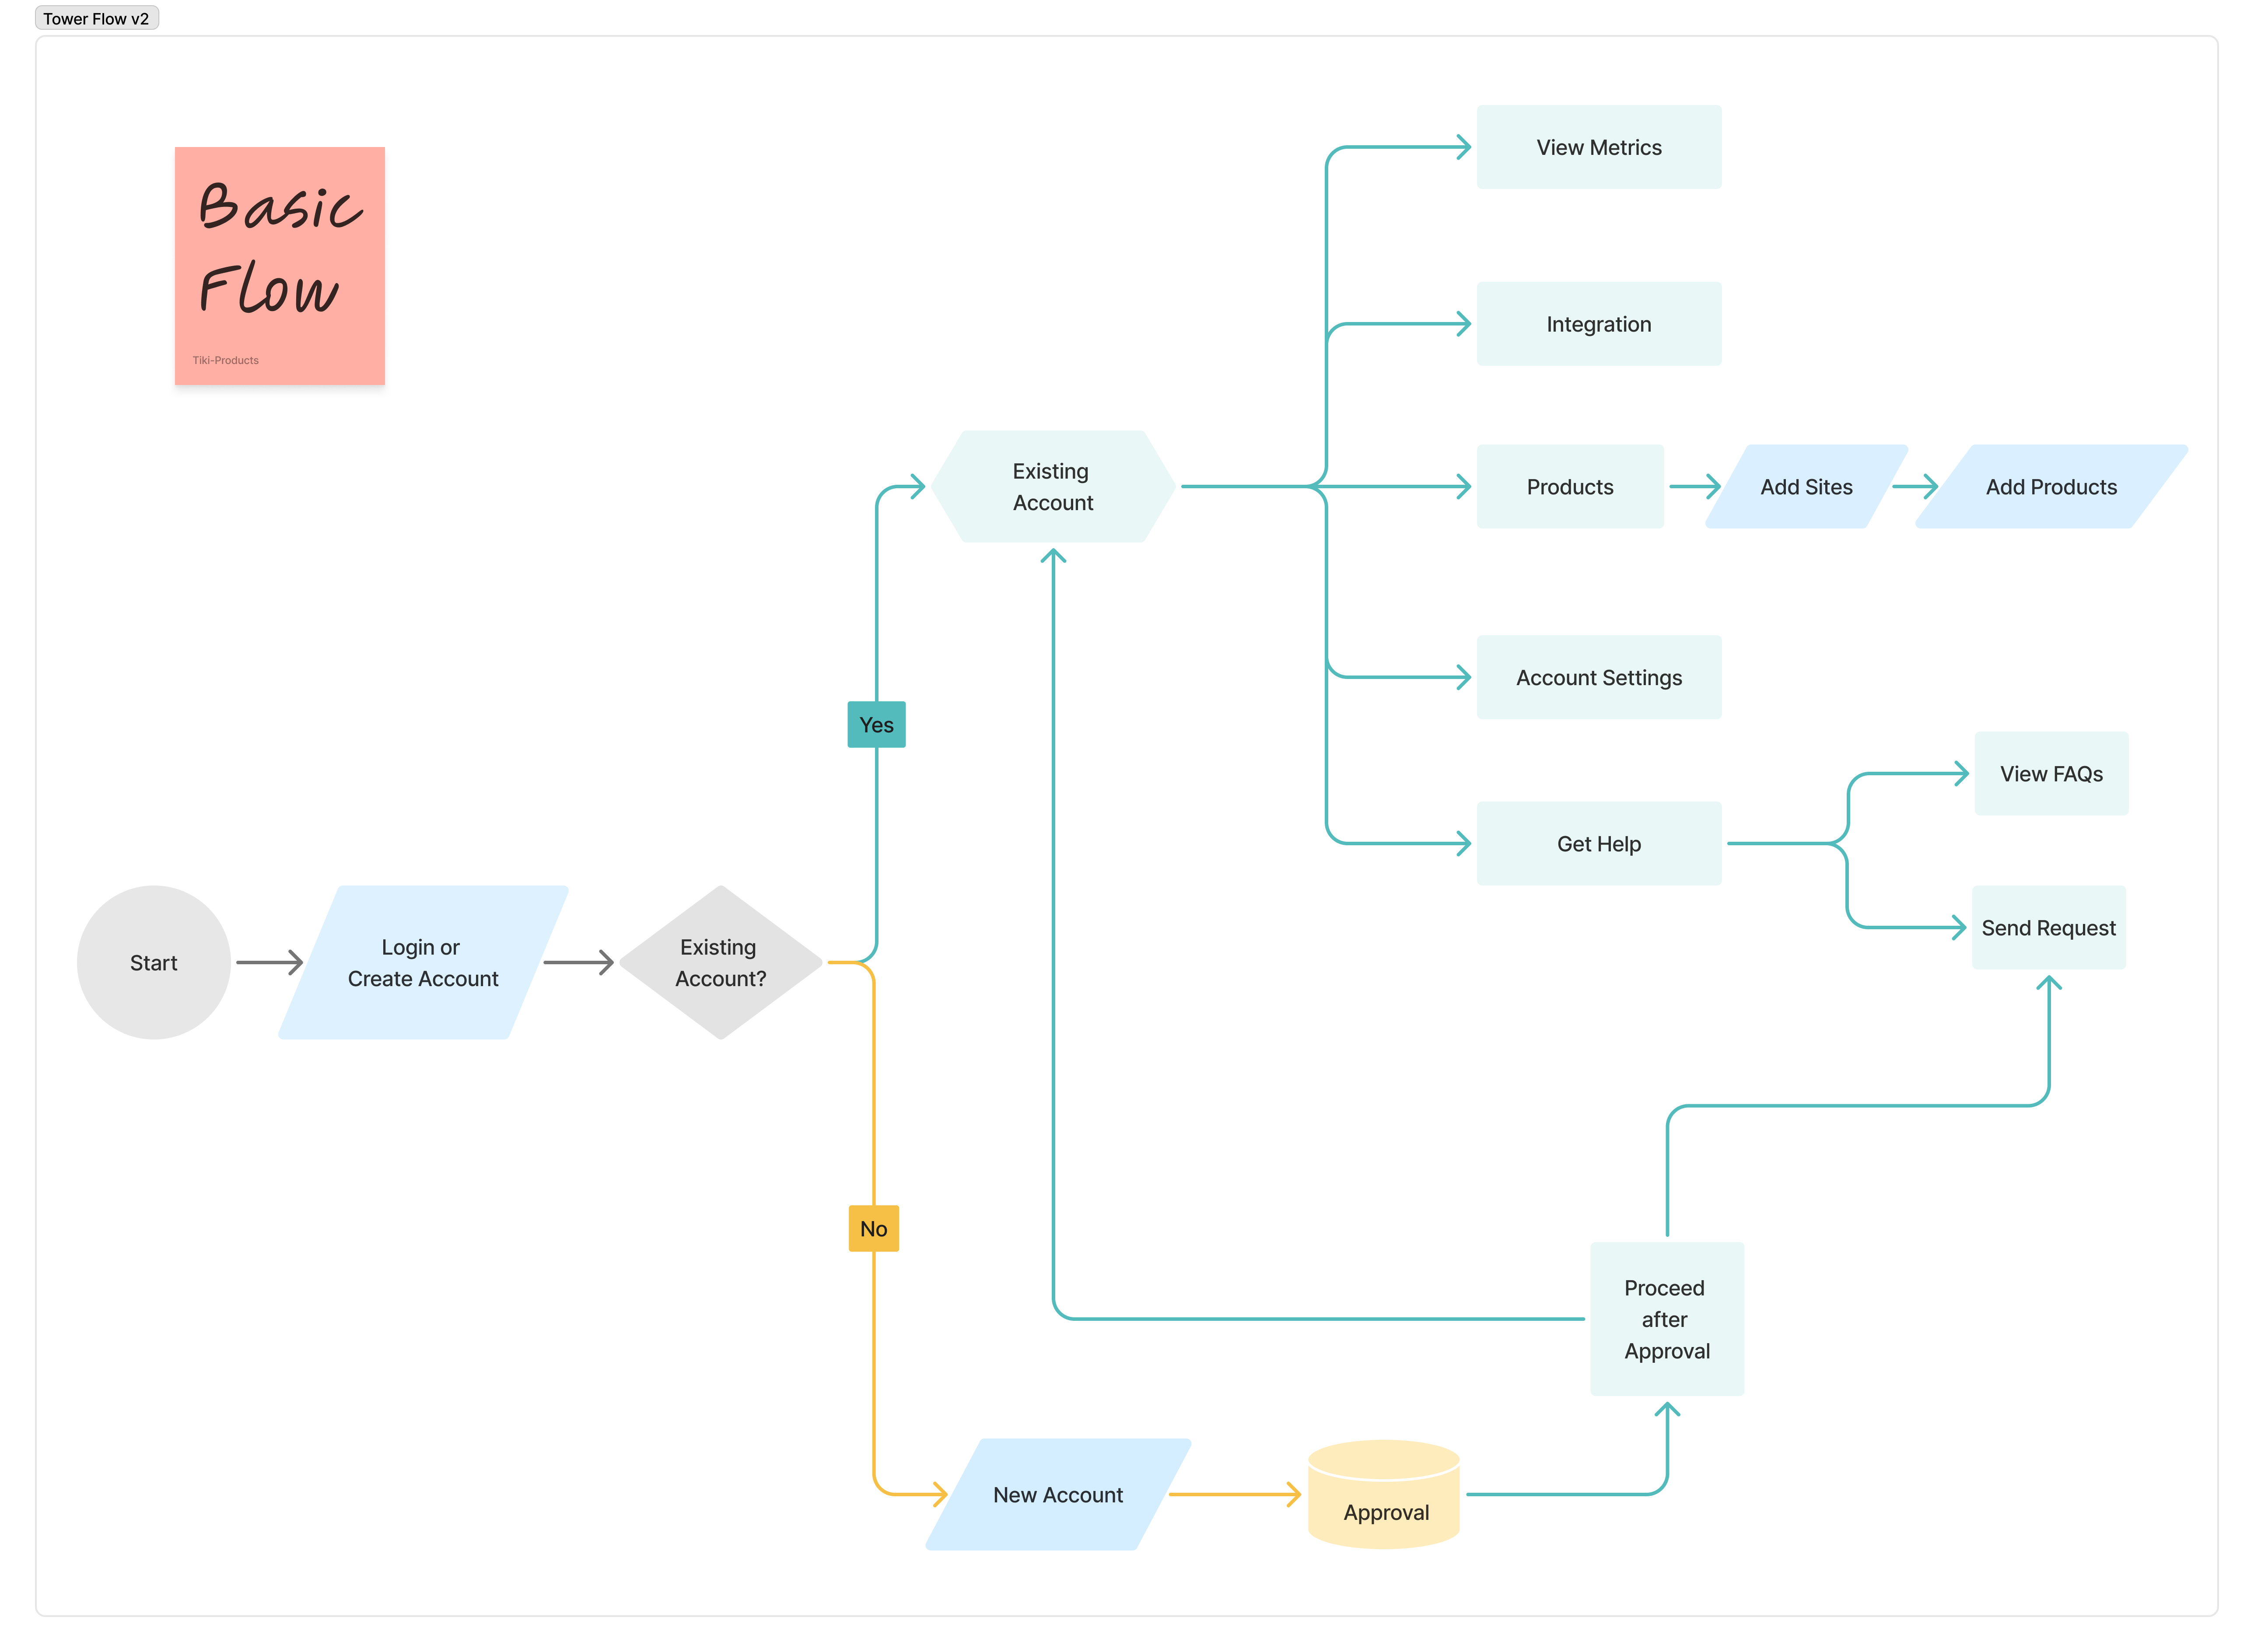 Tower Flow v2
Basic
Flow
Tiki-Products
View Metrics
Integration
Existing
Account
Products
Add Sites
Add Products
Account Settings
Yes
View FAQs
Get Help
Send Request
Start
Login or
Create Account
Existing
Account?
No
Proceed
after
Approval
New Account
Approval